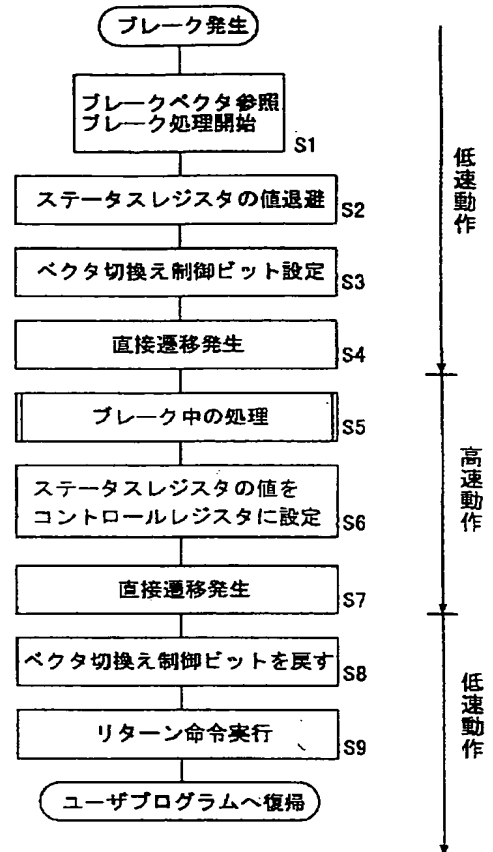 ブレーク発生
ブレークベクタ参照
ブレーク処理開始
S1
ステータスレジスタの値退避
S2
ベクタ切換え制御ビット設定
S3
直接遷移発生
S4
低速動作
ブレーク中の処理
S5
ステータスレジスタの値を
コントロールレジスタに設定
S6
直接遷移発生
S7
高速動作
ベクタ切換え制御ビットを戻す
S8
リターン命令実行
S9
ユーザプログラムへ復帰
低速動作